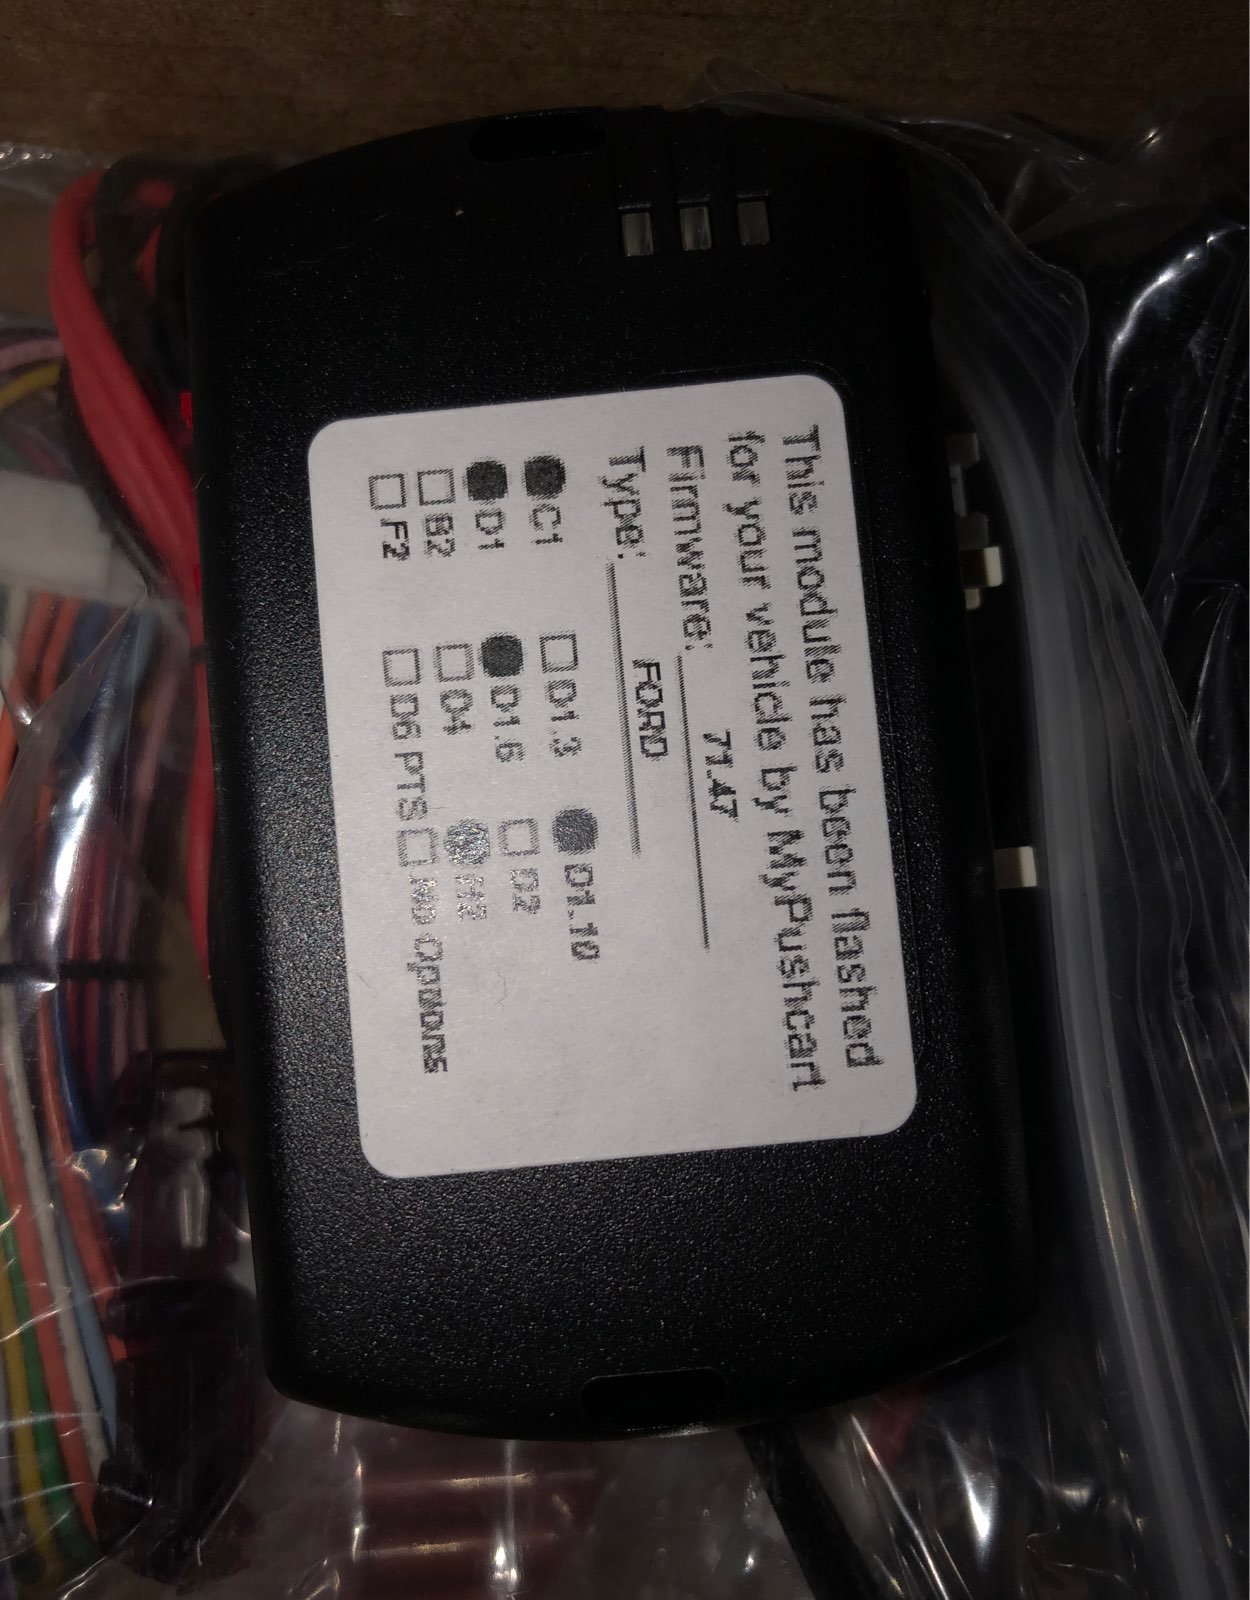 This module has been flashed
for your vehicle by MyPushcart
Firmware: 71.47
Type: FORD
C1 D1.3 D1.10
D1 D1.6 D2
B2 D4 H2
F2 D6 PTS No Options